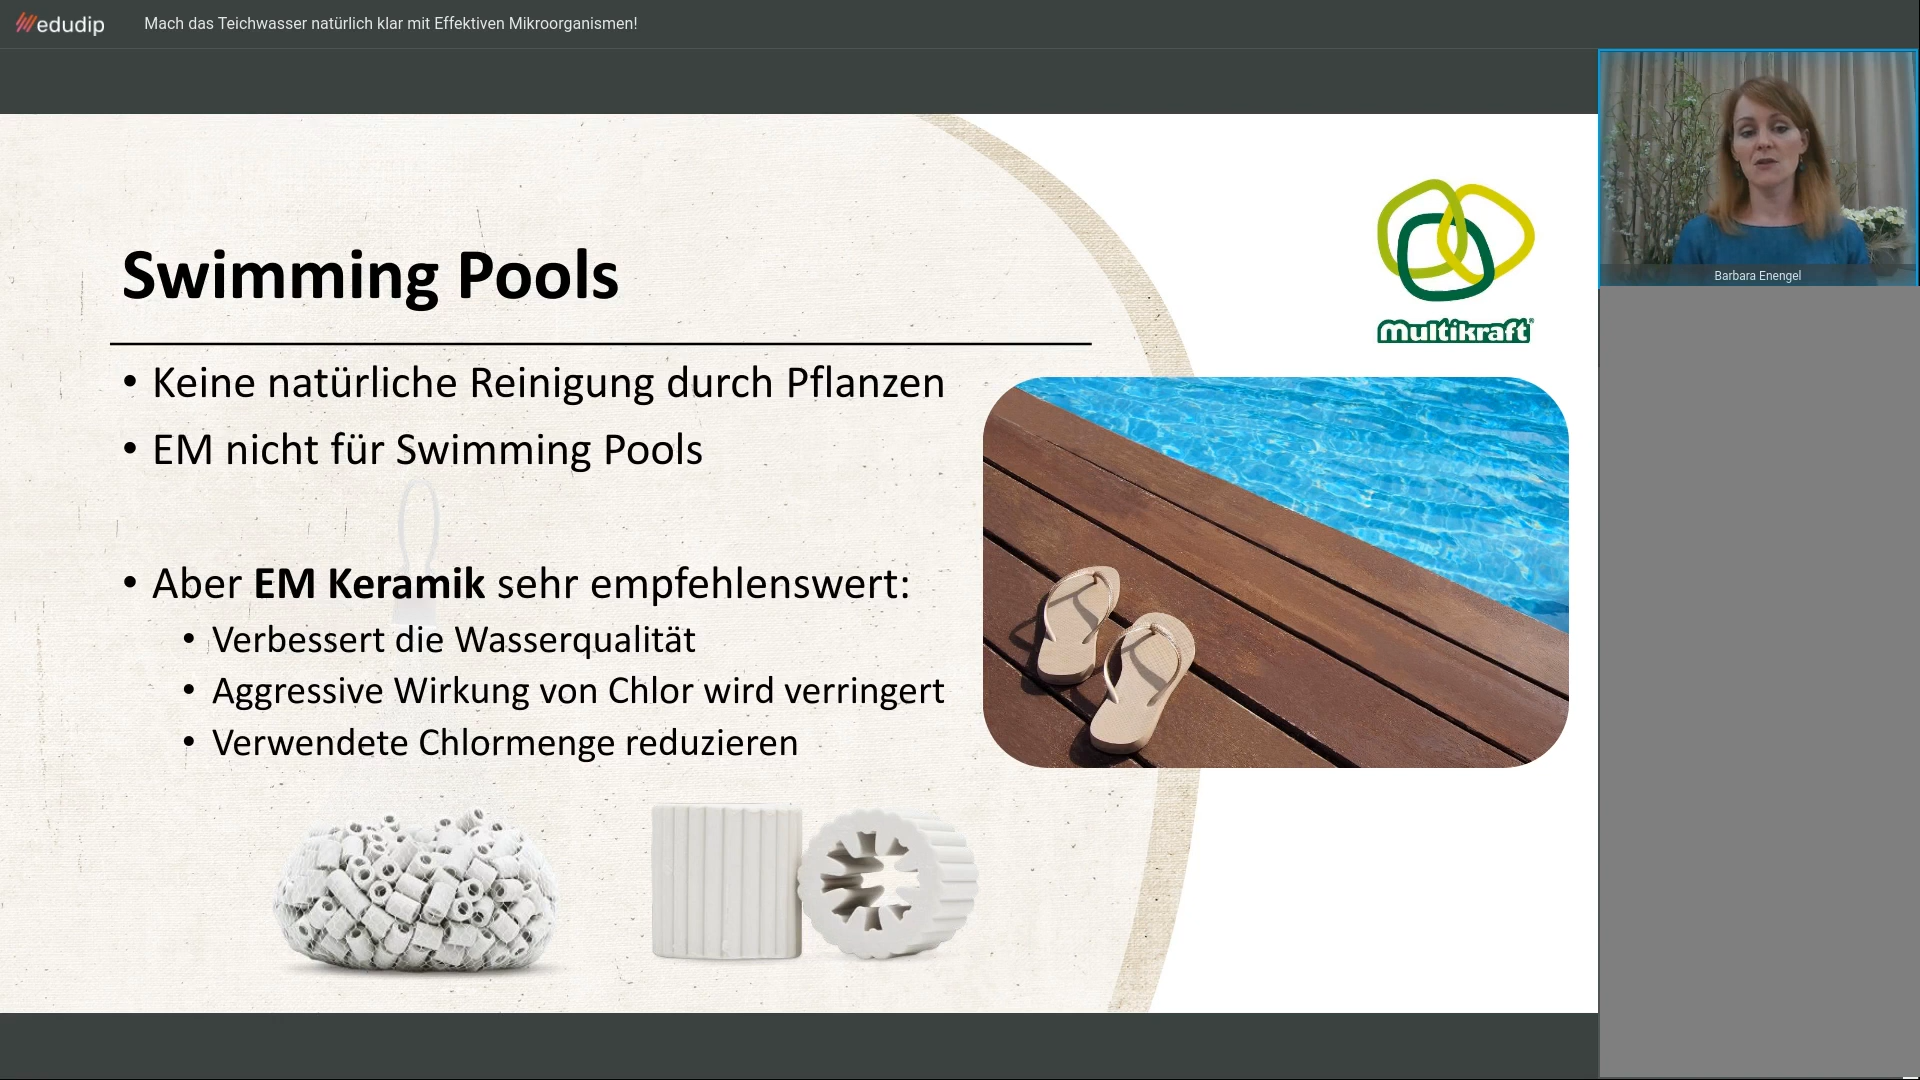 edudip
Mach das Teichwasser natürlich klar mit Effektiven Mikroorganismen!
Barbara Enengel
multikraft®
Swimming Pools
• Keine natürliche Reinigung durch Pflanzen
• EM nicht für Swimming Pools
• Aber EM Keramik sehr empfehlenswert:
• Verbessert die Wasserqualität
• Aggressive Wirkung von Chlor wird verringert
• Verwendete Chlormenge reduzieren